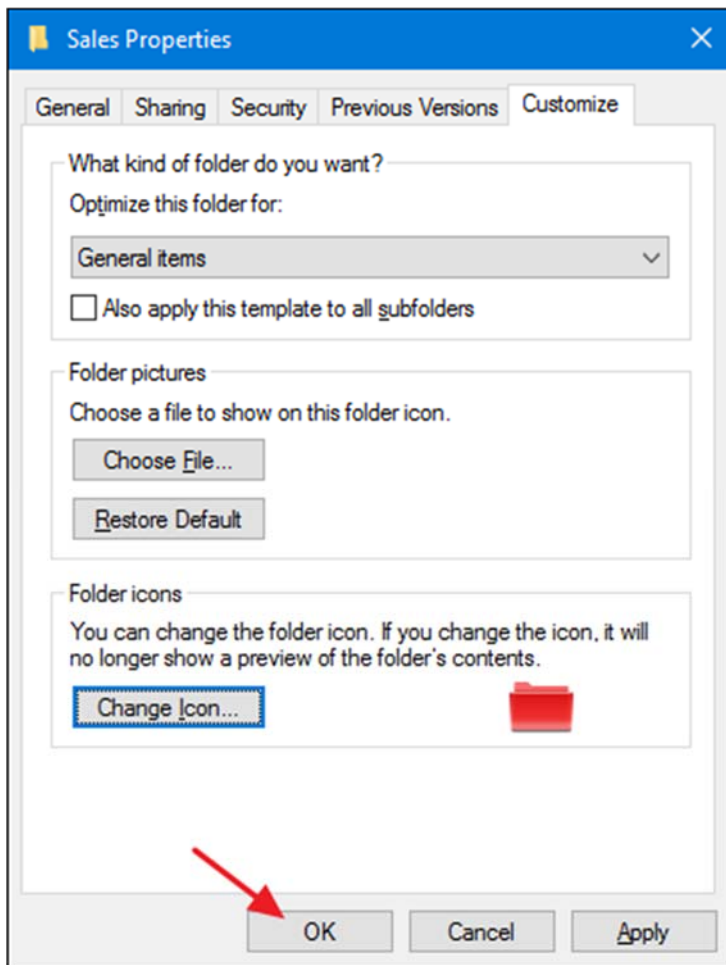 Sales Properties
General Sharing Security Previous Versions Customize
What kind of folder do you want?
Optimize this folder for:
General items
Also apply this template to all subfolders
Folder pictures
Choose a file to show on this folder icon.
Choose File...
Restore Default
Folder icons
You can change the folder icon. If you change the icon, it will
no longer show a preview of the folder's contents.
Change Icon...
OK Cancel Apply